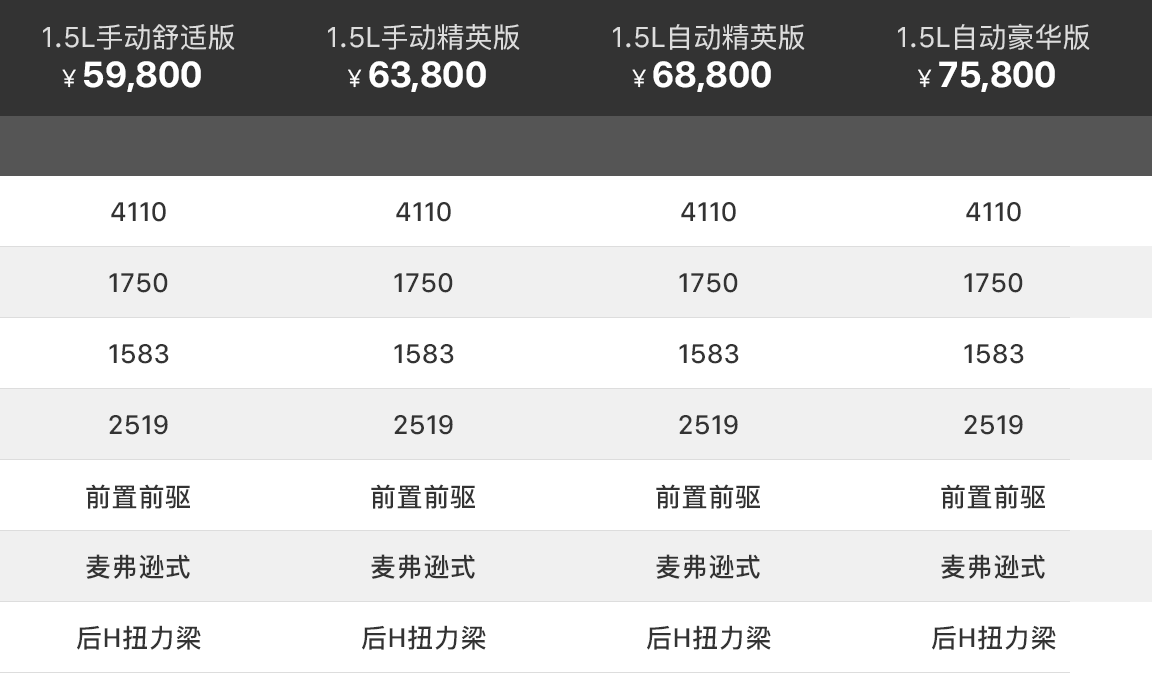 1.5L手动舒适版 1.5L手动精英版 1.5L自动精英版 1.5L自动豪华版
¥ 59,800 ¥ 63,800 ¥ 68,800 ¥ 75,800
4110 4110 4110 4110
1750 1750 1750 1750
1583 1583 1583 1583
2519 2519 2519 2519
前置前驱 前置前驱 前置前驱 前置前驱
麦弗逊式 麦弗逊式 麦弗逊式 麦弗逊式
后H扭力梁 后H扭力梁 后H扭力梁 后H扭力梁